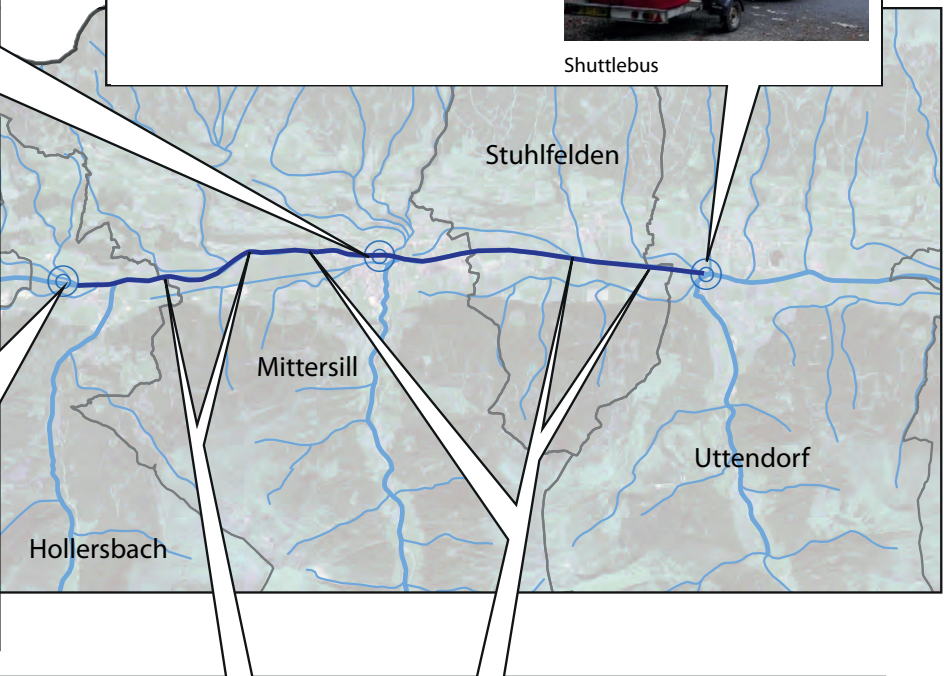 Shuttlebus
Stuhlfelden
Mittersill
Uttendorf
Hollersbach